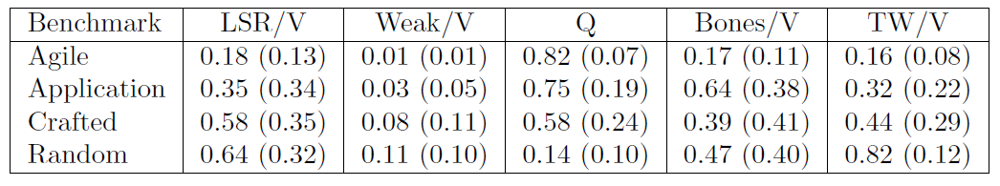 Benchmark LSR/V Weak/V Q Bones/V TW/V
Agile 0.18 (0.13) 0.01 (0.01) 0.82 (0.07) 0.17 (0.11) 0.16 (0.08)
Application 0.35 (0.34) 0.03 (0.05) 0.75 (0.19) 0.64 (0.38) 0.32 (0.22)
Crafted 0.58 (0.35) 0.08 (0.11) 0.58 (0.24) 0.39 (0.41) 0.44 (0.29)
Random 0.64 (0.32) 0.11 (0.10) 0.14 (0.10) 0.47 (0.40) 0.82 (0.12)